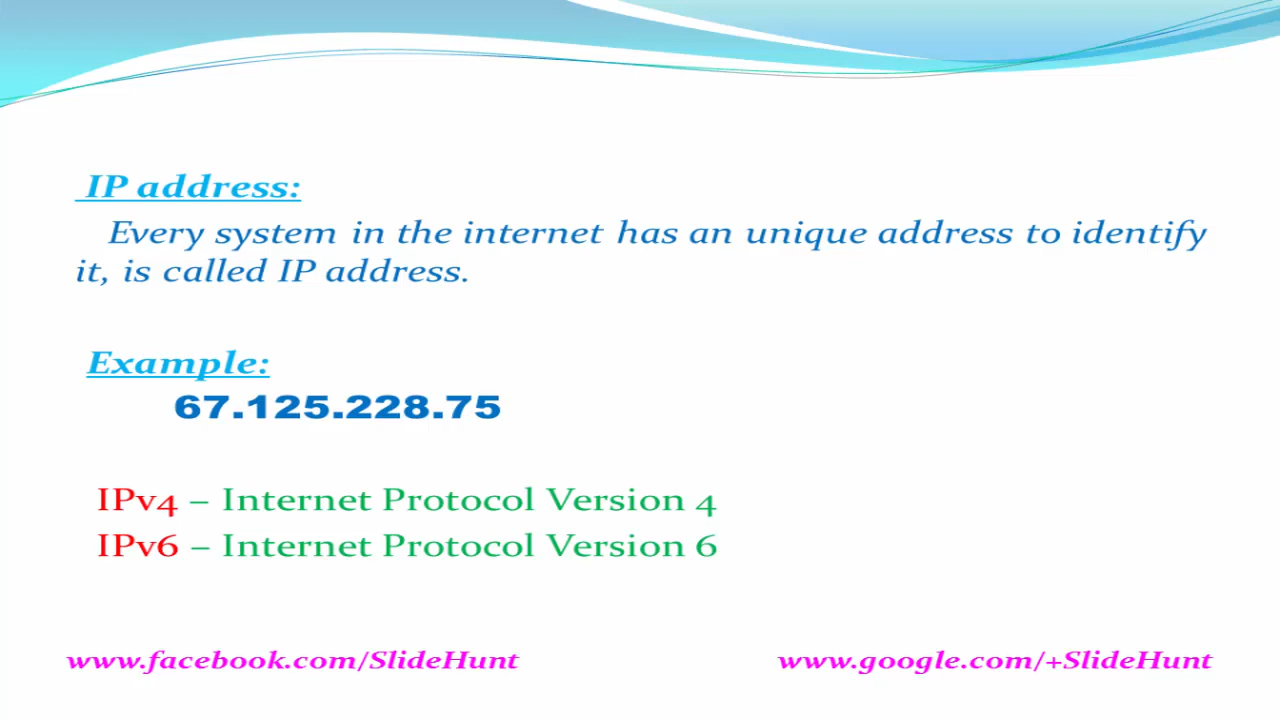 IP address:
Every system in the internet has an unique address to identify
it, is called IP address.
Example:
67.125.228.75
IPv4 – Internet Protocol Version 4
IPv6 – Internet Protocol Version 6
www.facebook.com/SlideHunt
www.google.com/+SlideHunt